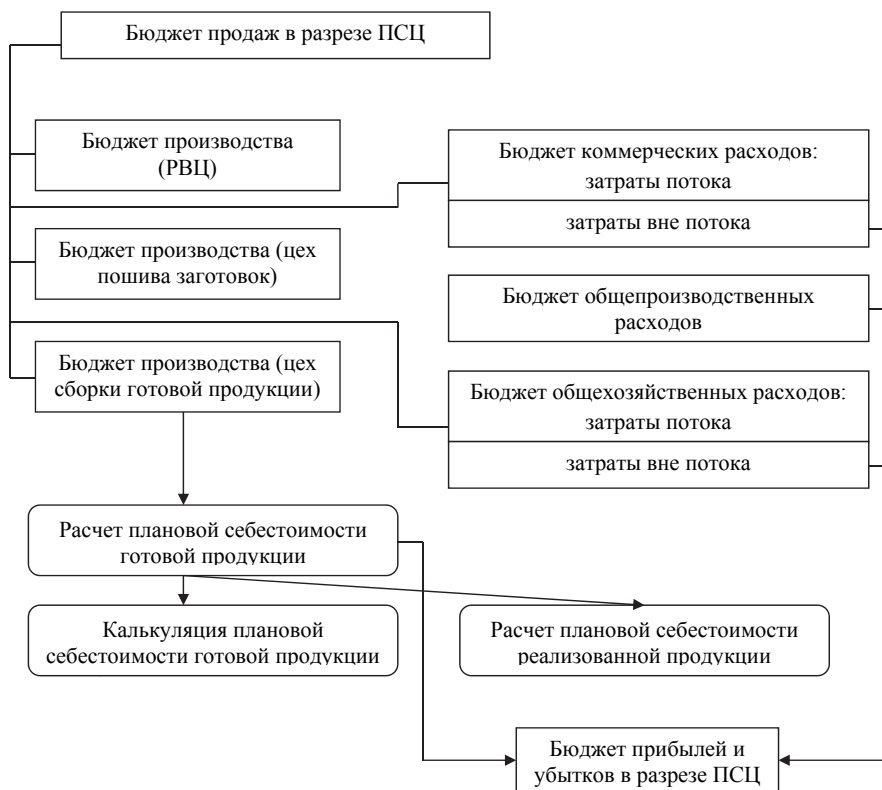 Бюджет продаж в разрезе ПСЦ
Бюджет производства
(РВЦ)
Бюджет коммерческих расходов:
затраты потока
затраты вне потока
Бюджет производства (цех
пошива заготовок)
Бюджет общепроизводственных
расходов
Бюджет производства (цех
сборки готовой продукции)
Бюджет общехозяйственных расходов:
затраты потока
затраты вне потока
Расчет плановой себестоимости
готовой продукции
Калькуляция плановой
себестоимости готовой продукции
Расчет плановой себестоимости
реализованной продукции
Бюджет прибылей и
убытков в разрезе ПСЦ